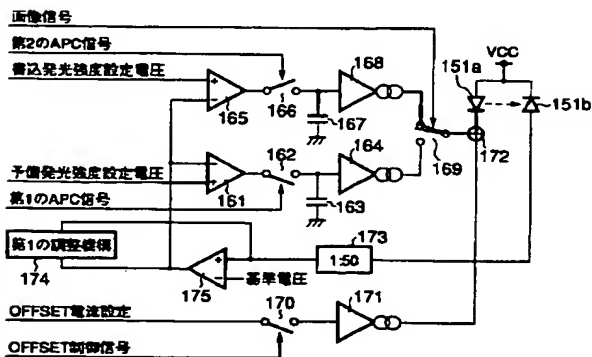 画像信号
第2のAPC信号
書込発光強度設定電圧
VCC
151a
151b
168
165
166
167
172
169
162
164
予備発光強度設定電圧
161
第1のAPC信号
163
第1の調整機構
174
175
基準電圧
173
1:50
170
171
OFFSET電流設定
OFFSET制御信号